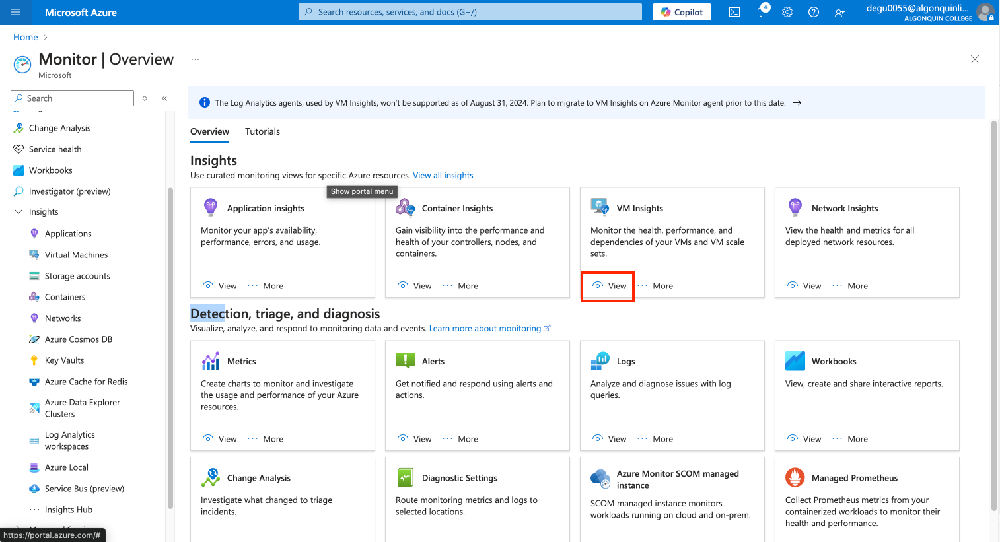 Microsoft Azure
Search resources, services, and docs (G+/)
Copilot
4
degu0055@algonquinli...
ALGONQUIN COLLEGE
Home
Monitor | Overview
...
Microsoft
Search
«
The Log Analytics agents, used by VM Insights, won't be supported as of August 31, 2024. Plan to migrate to VM Insights on Azure Monitor agent prior to this date. →
Change Analysis
Service health
Workbooks
Investigator (preview)
Insights
Applications
Virtual Machines
Storage accounts
Containers
Networks
Azure Cosmos DB
Key Vaults
Azure Cache for Redis
Azure Data Explorer
Clusters
Log Analytics
workspaces
Azure Local
Service Bus (preview)
Insights Hub
https://portal.azure.com/#
Overview
Tutorials
Insights
Use curated monitoring views for specific Azure resources. View all insights
Show portal menu
Application insights
Monitor your app's availability,
performance, errors, and usage.
View
More
Container Insights
Gain visibility into the performance and
health of your controllers, nodes, and
containers.
View
More
VM Insights
Monitor the health, performance, and
dependencies of your VMs and VM scale
sets.
View
More
Network Insights
View the health and metrics for all
deployed network resources.
View
More
Detection, triage, and diagnosis
Visualize, analyze, and respond to monitoring data and events. Learn more about monitoring
Metrics
Create charts to monitor and investigate
the usage and performance of your Azure
resources.
View
More
Alerts
Get notified and respond using alerts and
actions.
View
More
Logs
Analyze and diagnose issues with log
queries.
View
More
Workbooks
View, create and share interactive reports.
View
More
Change Analysis
Investigate what changed to triage
incidents.
Diagnostic Settings
Route monitoring metrics and logs to
selected locations.
Azure Monitor SCOM managed
instance
SCOM managed instance monitors
workloads running on cloud and on-prem.
Managed Prometheus
Collect Prometheus metrics from your
containerized workloads to monitor their
health and performance.